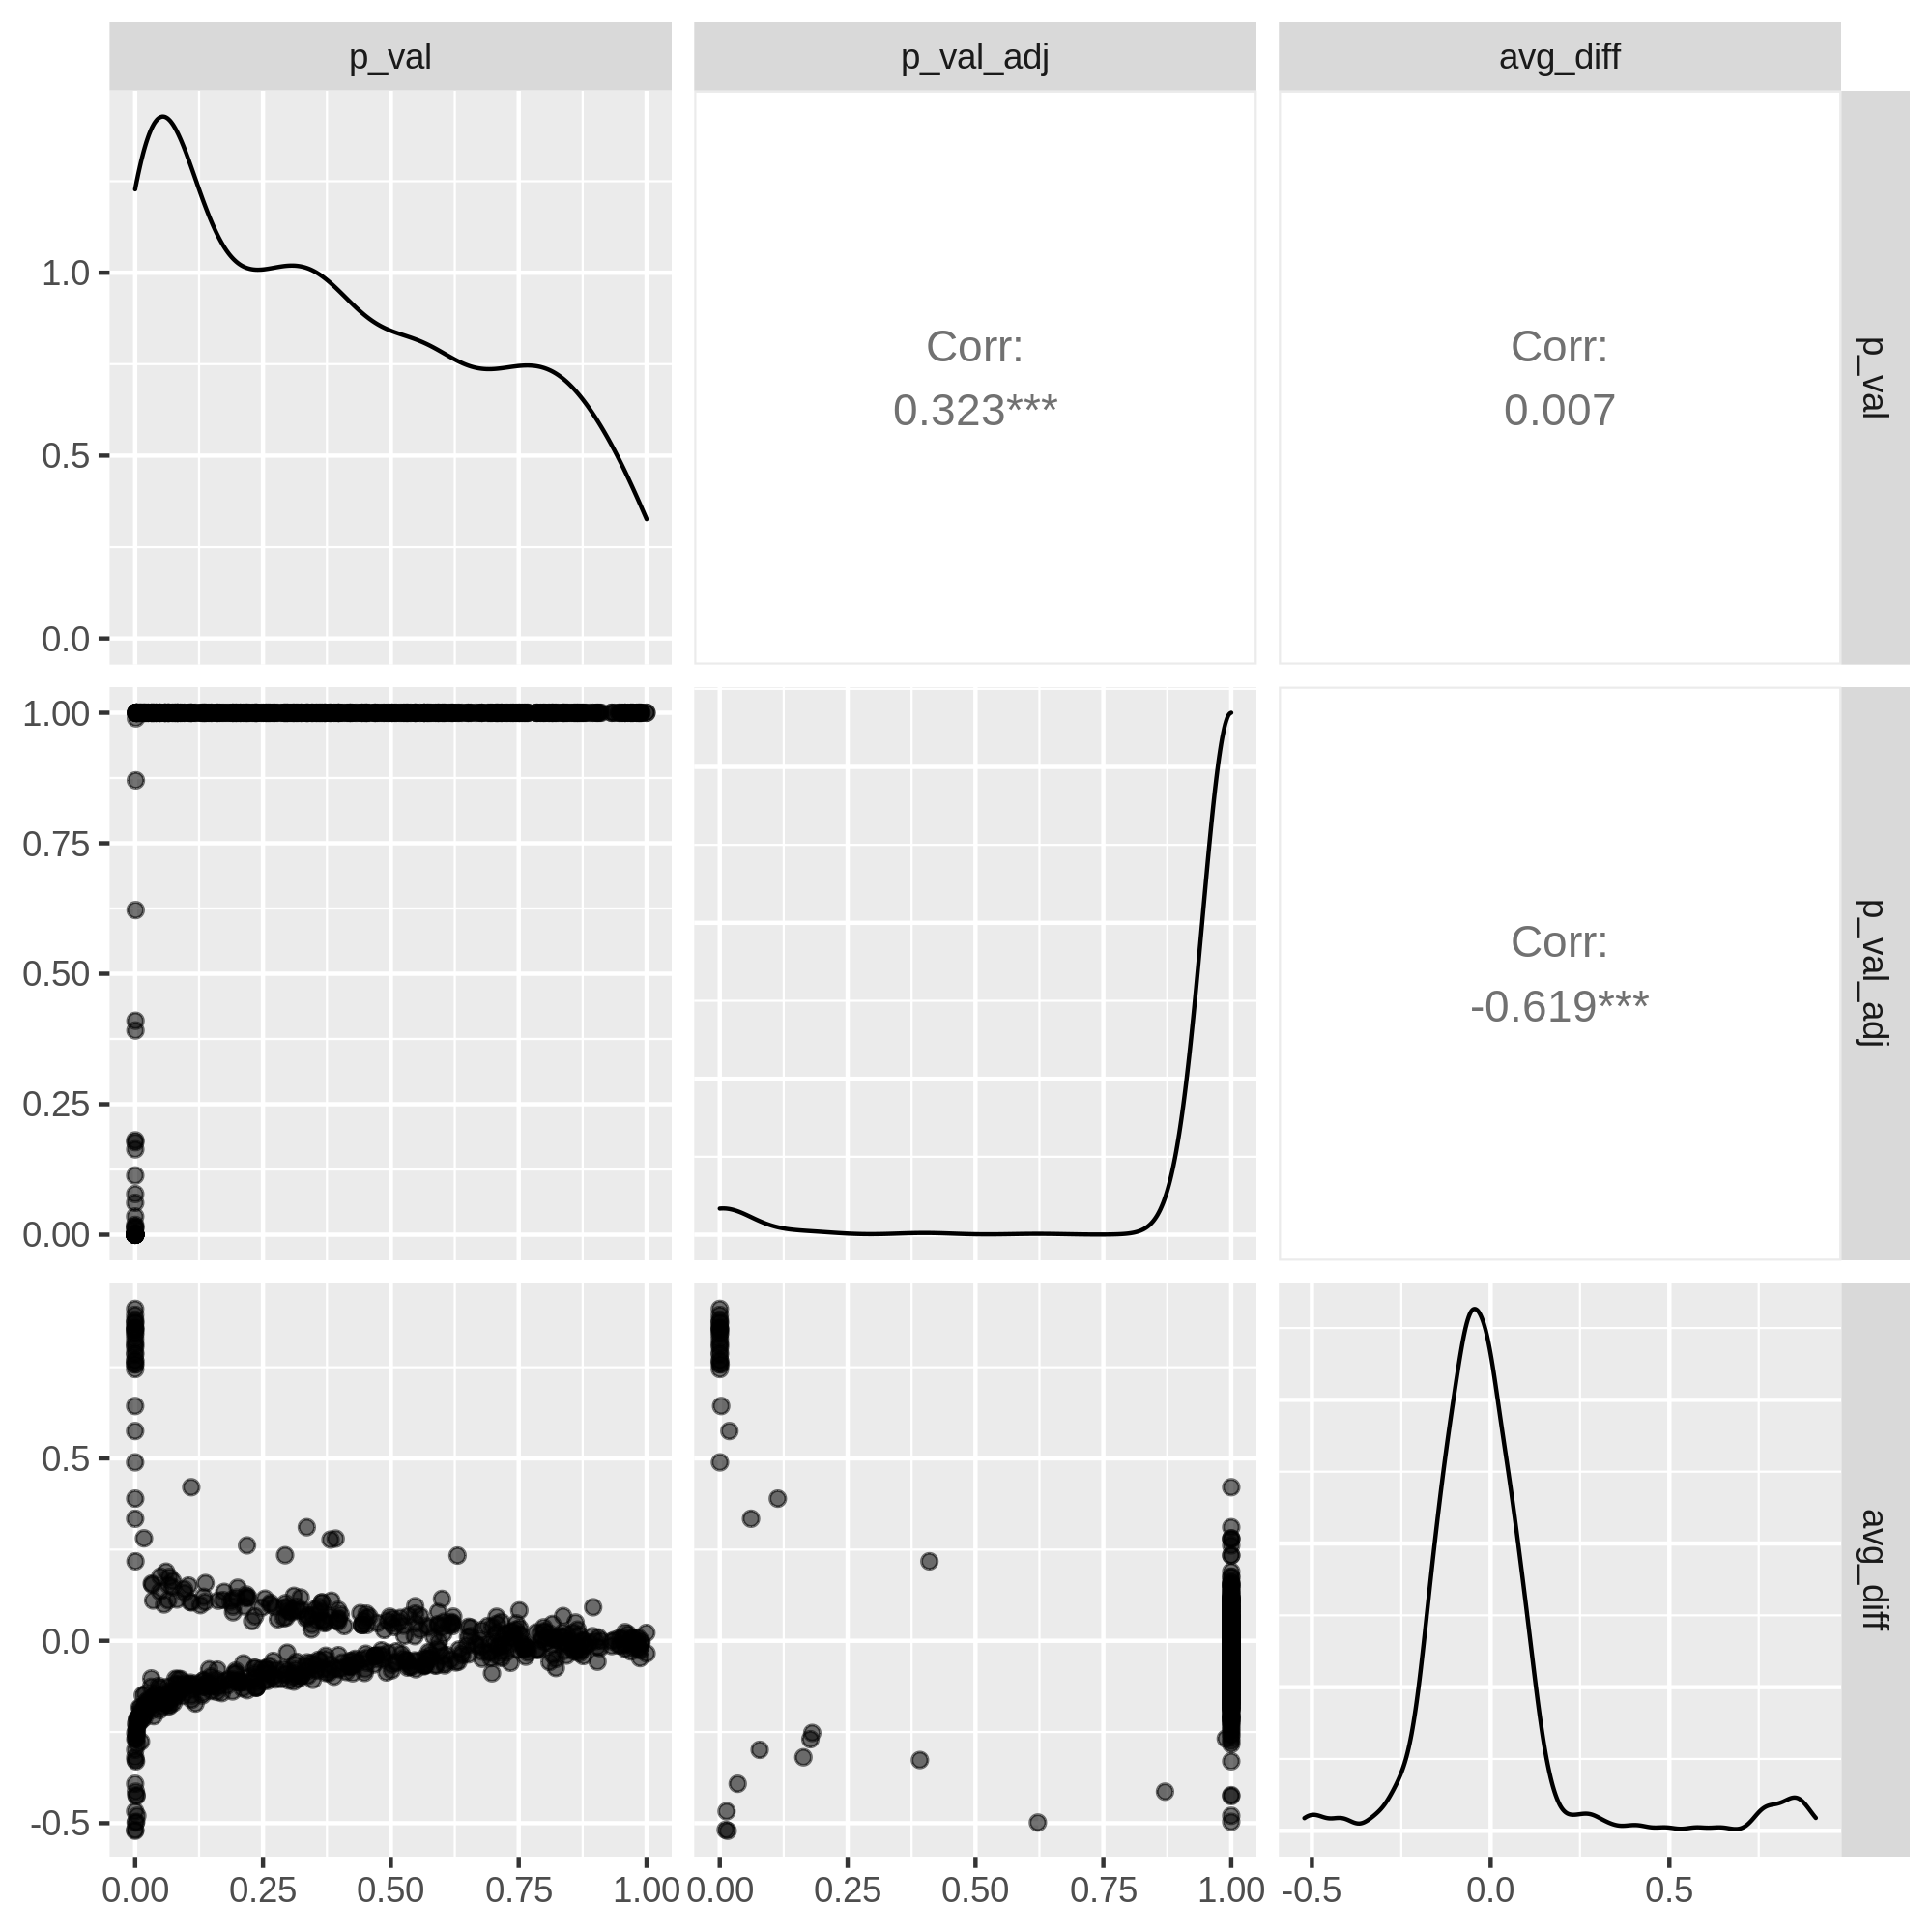 p_val p_val_adj avg_diff
1.0
0.5
0.0
Corr:
0.323***
Corr:
0.007
p_val
1.00
0.75
0.50
0.25
0.00
Corr:
-0.619***
p_val_adj
0.5
0.0
-0.5
avg_diff
0.00 0.25 0.50 0.75 1.00 0.00 0.25 0.50 0.75 1.00 -0.5 0.0 0.5